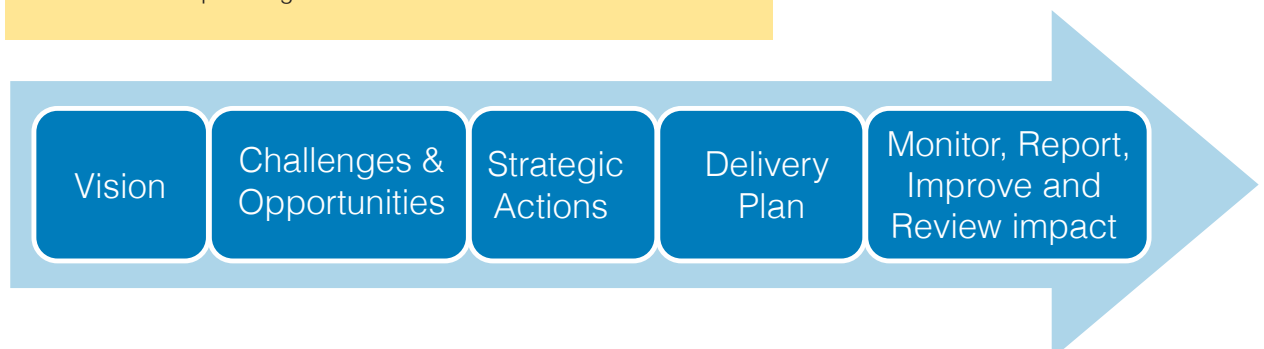 Vision
Challenges &
Opportunities
Strategic
Actions
Delivery
Plan
Monitor, Report,
Improve and
Review impact